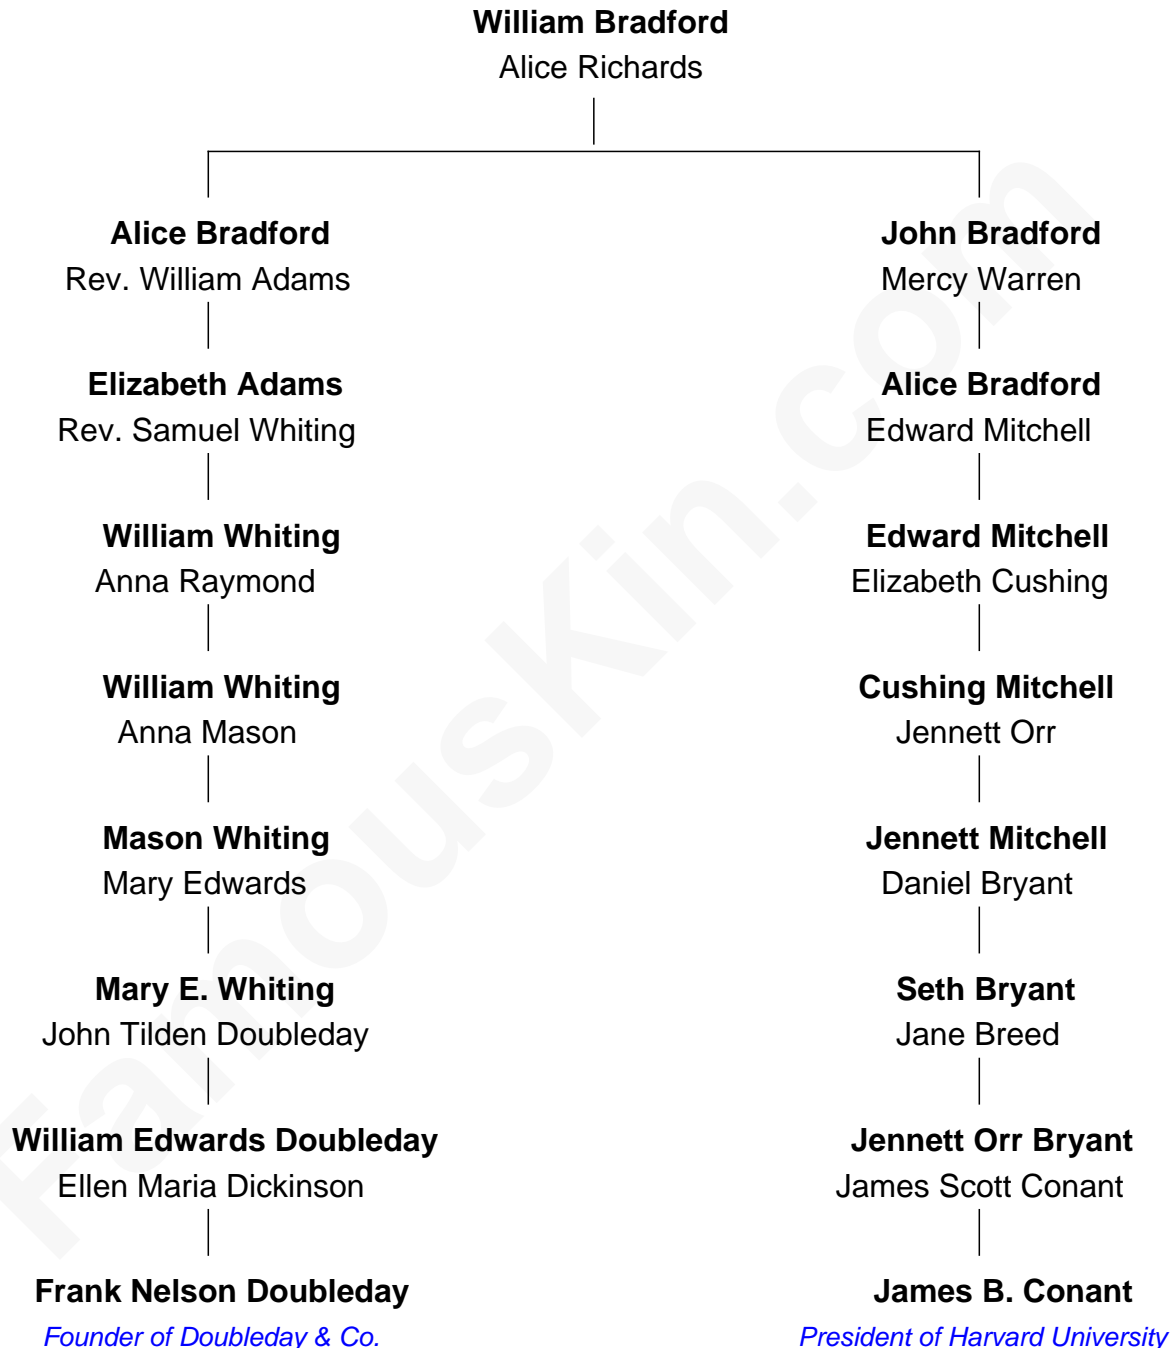 William Bradford
Alice Richards
Alice Bradford
Rev. William Adams
John Bradford
Mercy Warren
Elizabeth Adams
Rev. Samuel Whiting
Alice Bradford
Edward Mitchell
William Whiting
Anna Raymond
Edward Mitchell
Elizabeth Cushing
William Whiting
Anna Mason
Cushing Mitchell
Jennett Orr
Mason Whiting
Mary Edwards
Jennett Mitchell
Daniel Bryant
Mary E. Whiting
John Tilden Doubleday
Seth Bryant
Jane Breed
William Edwards Doubleday
Ellen Maria Dickinson
Jennett Orr Bryant
James Scott Conant
Frank Nelson Doubleday
Founder of Doubleday & Co.
James B. Conant
President of Harvard University
FamousKin.com